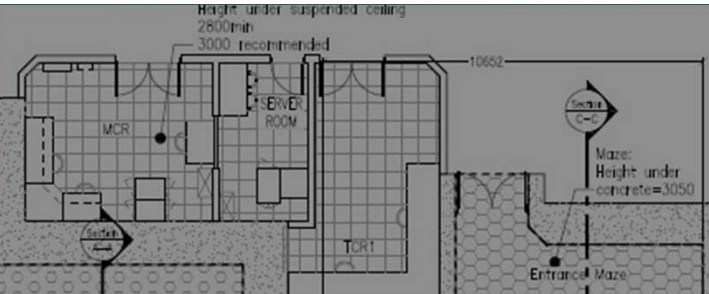 Height under suspended ceiling
2800min
3000 recommended
10652
SERVER
ROOM
MCR
Section
C-C
Maze:
Height under
concrete=3050
Section
A-A
TCR1
Entrance Maze